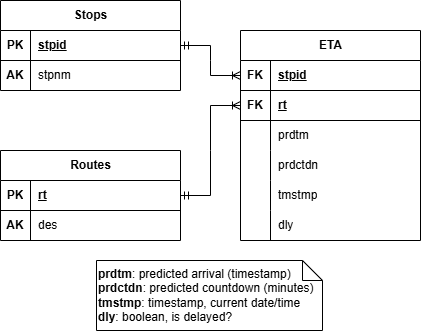 Stops
PK stpid
AK stpnm
ETA
FK stpid
FK rt
prdtm
prdctdn
tmstmp
dly
Routes
PK rt
AK des
prdtm: predicted arrival (timestamp)
prdctdn: predicted countdown (minutes)
tmstmp: timestamp, current date/time
dly: boolean, is delayed?